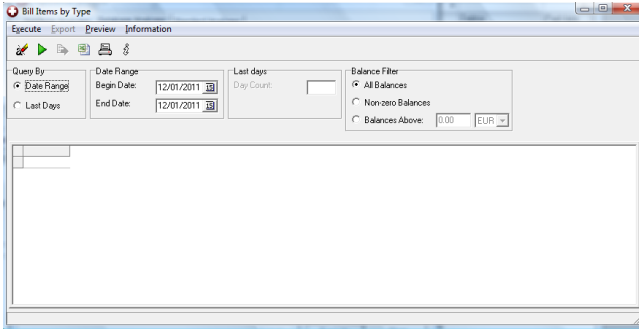 Bill Items by Type
Execute Export Preview Information
Query By
Date Range
Last Days
Date Range
Begin Date: 12/01/2011 15
End Date: 12/01/2011 15
Last days
Day Count:
Balance Filter
All Balances
Non-zero Balances
Balances Above: 0.00 EUR